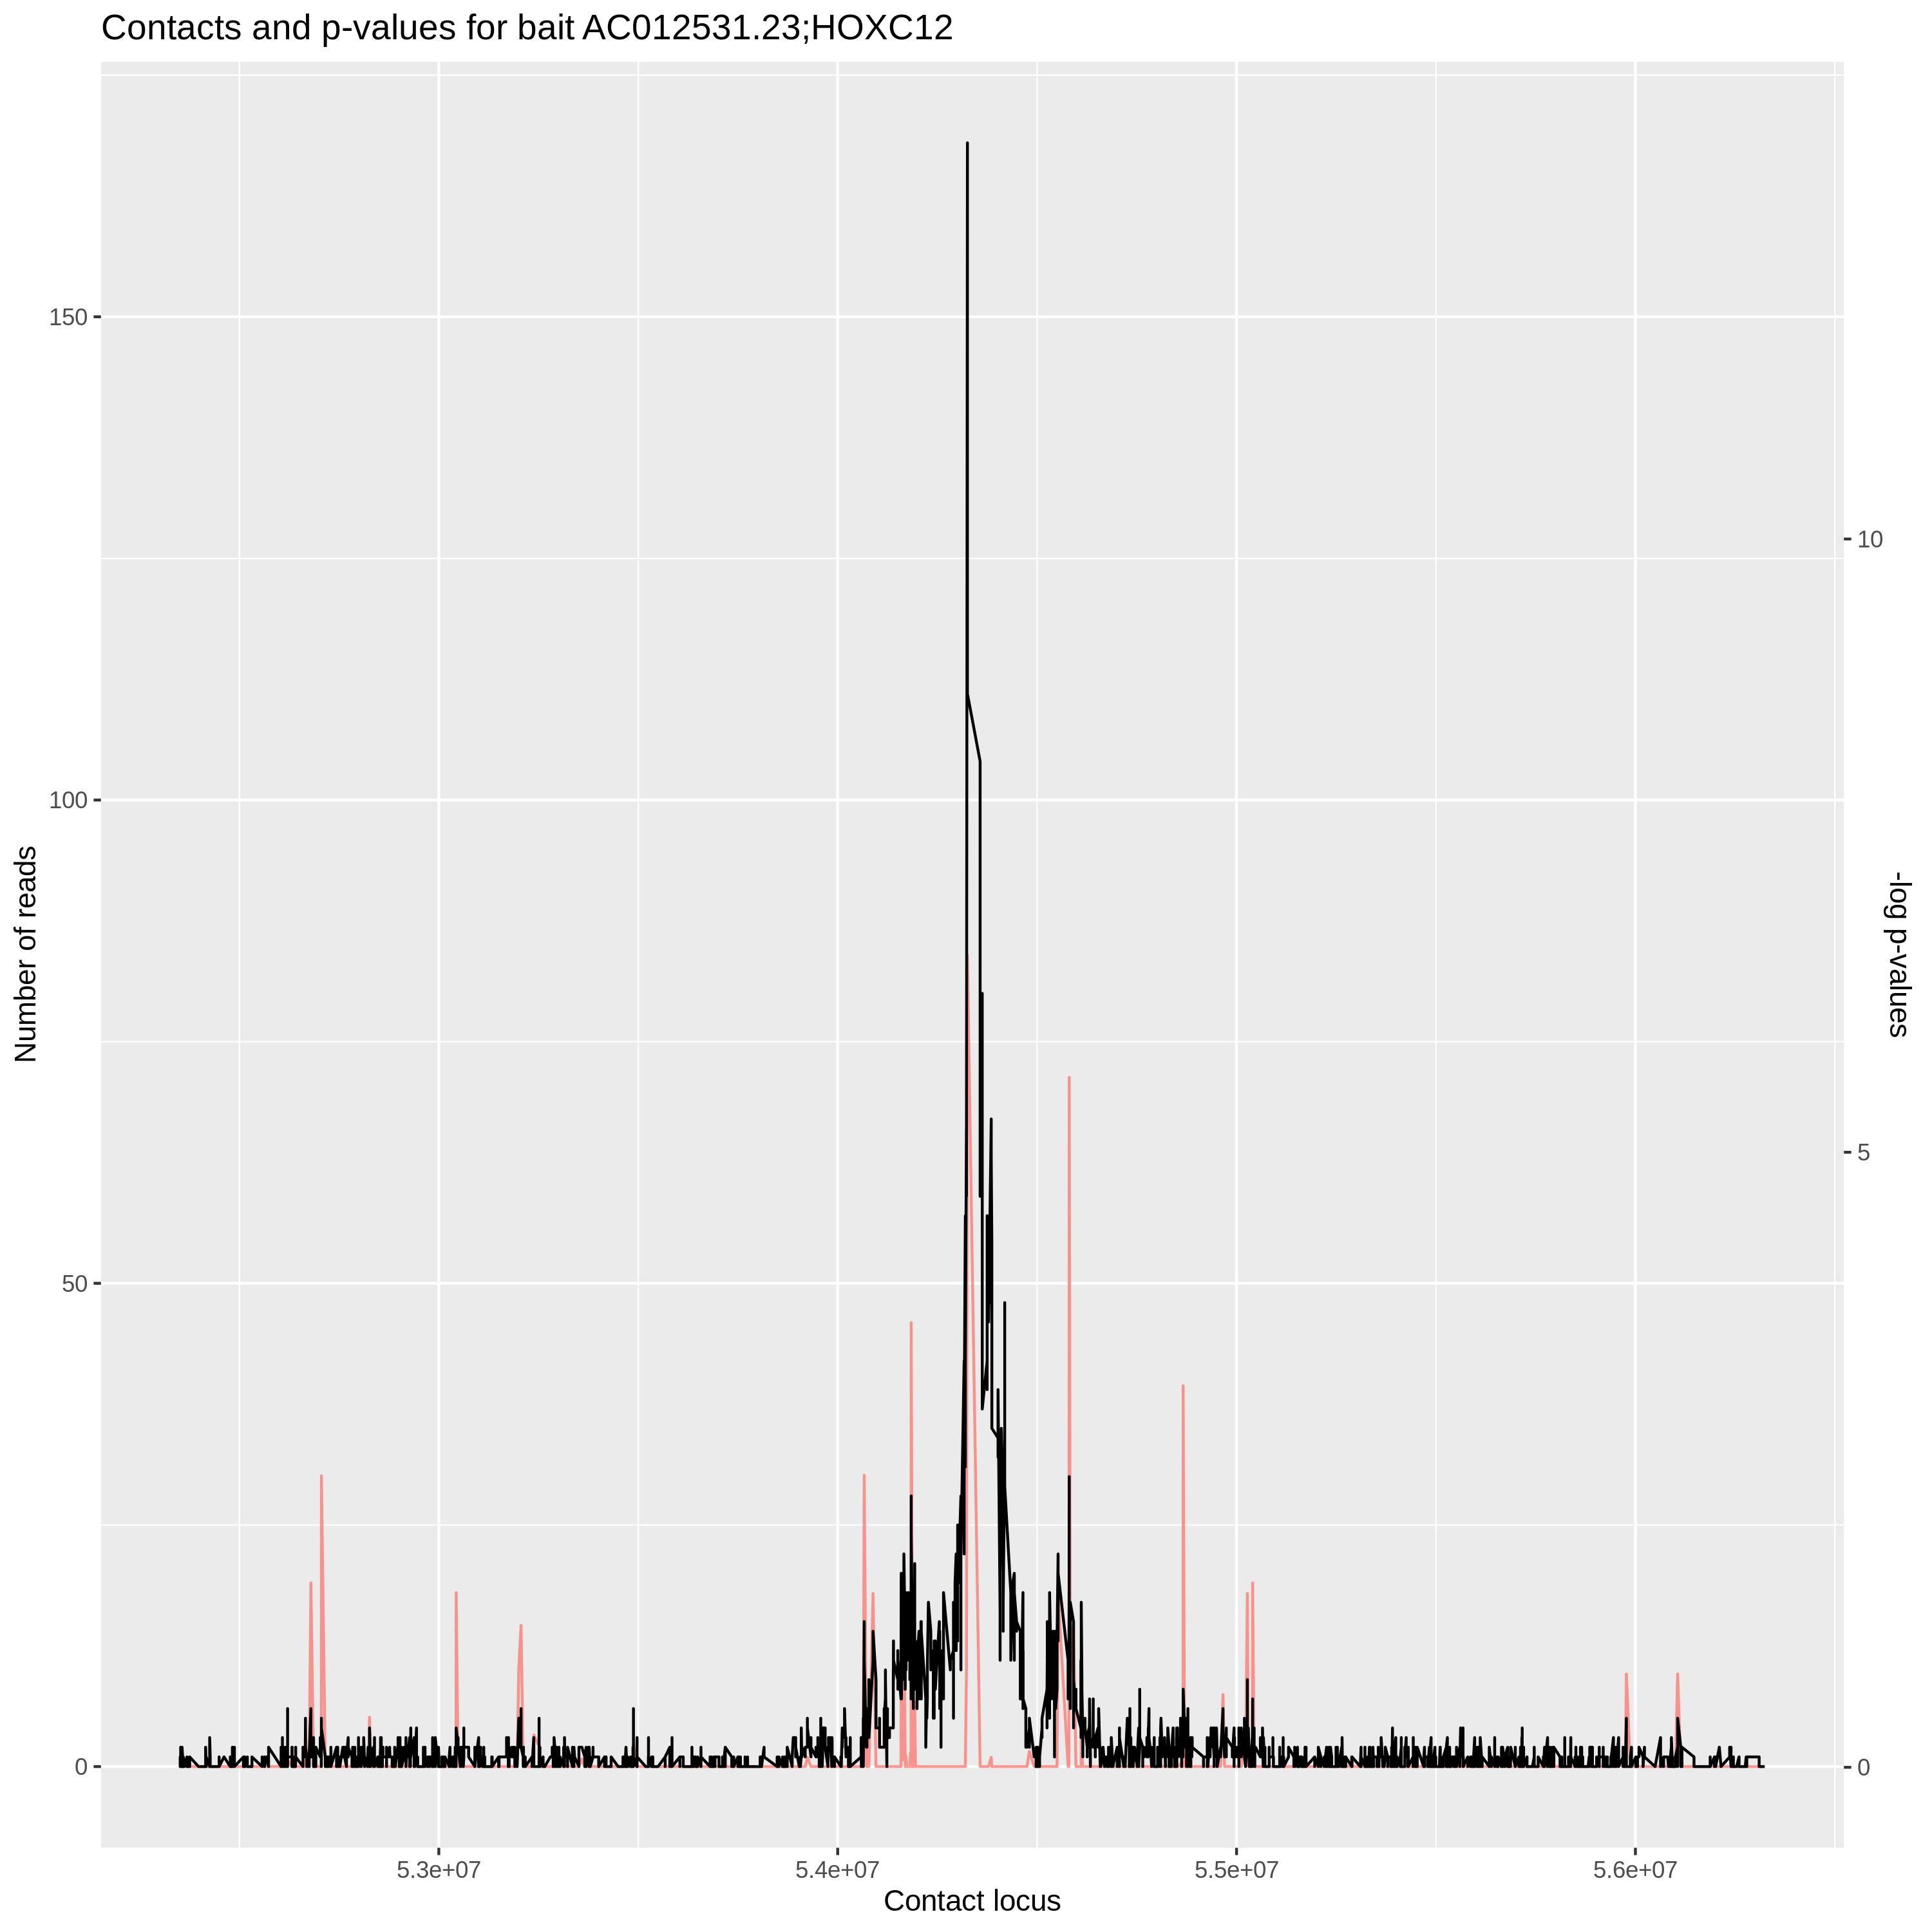 Contacts and p-values for bait AC012531.23;HOXC12
150
100
50
0
Number of reads
10
5
0
-log p-values
5.3e+07
5.4e+07
5.5e+07
5.6e+07
Contact locus